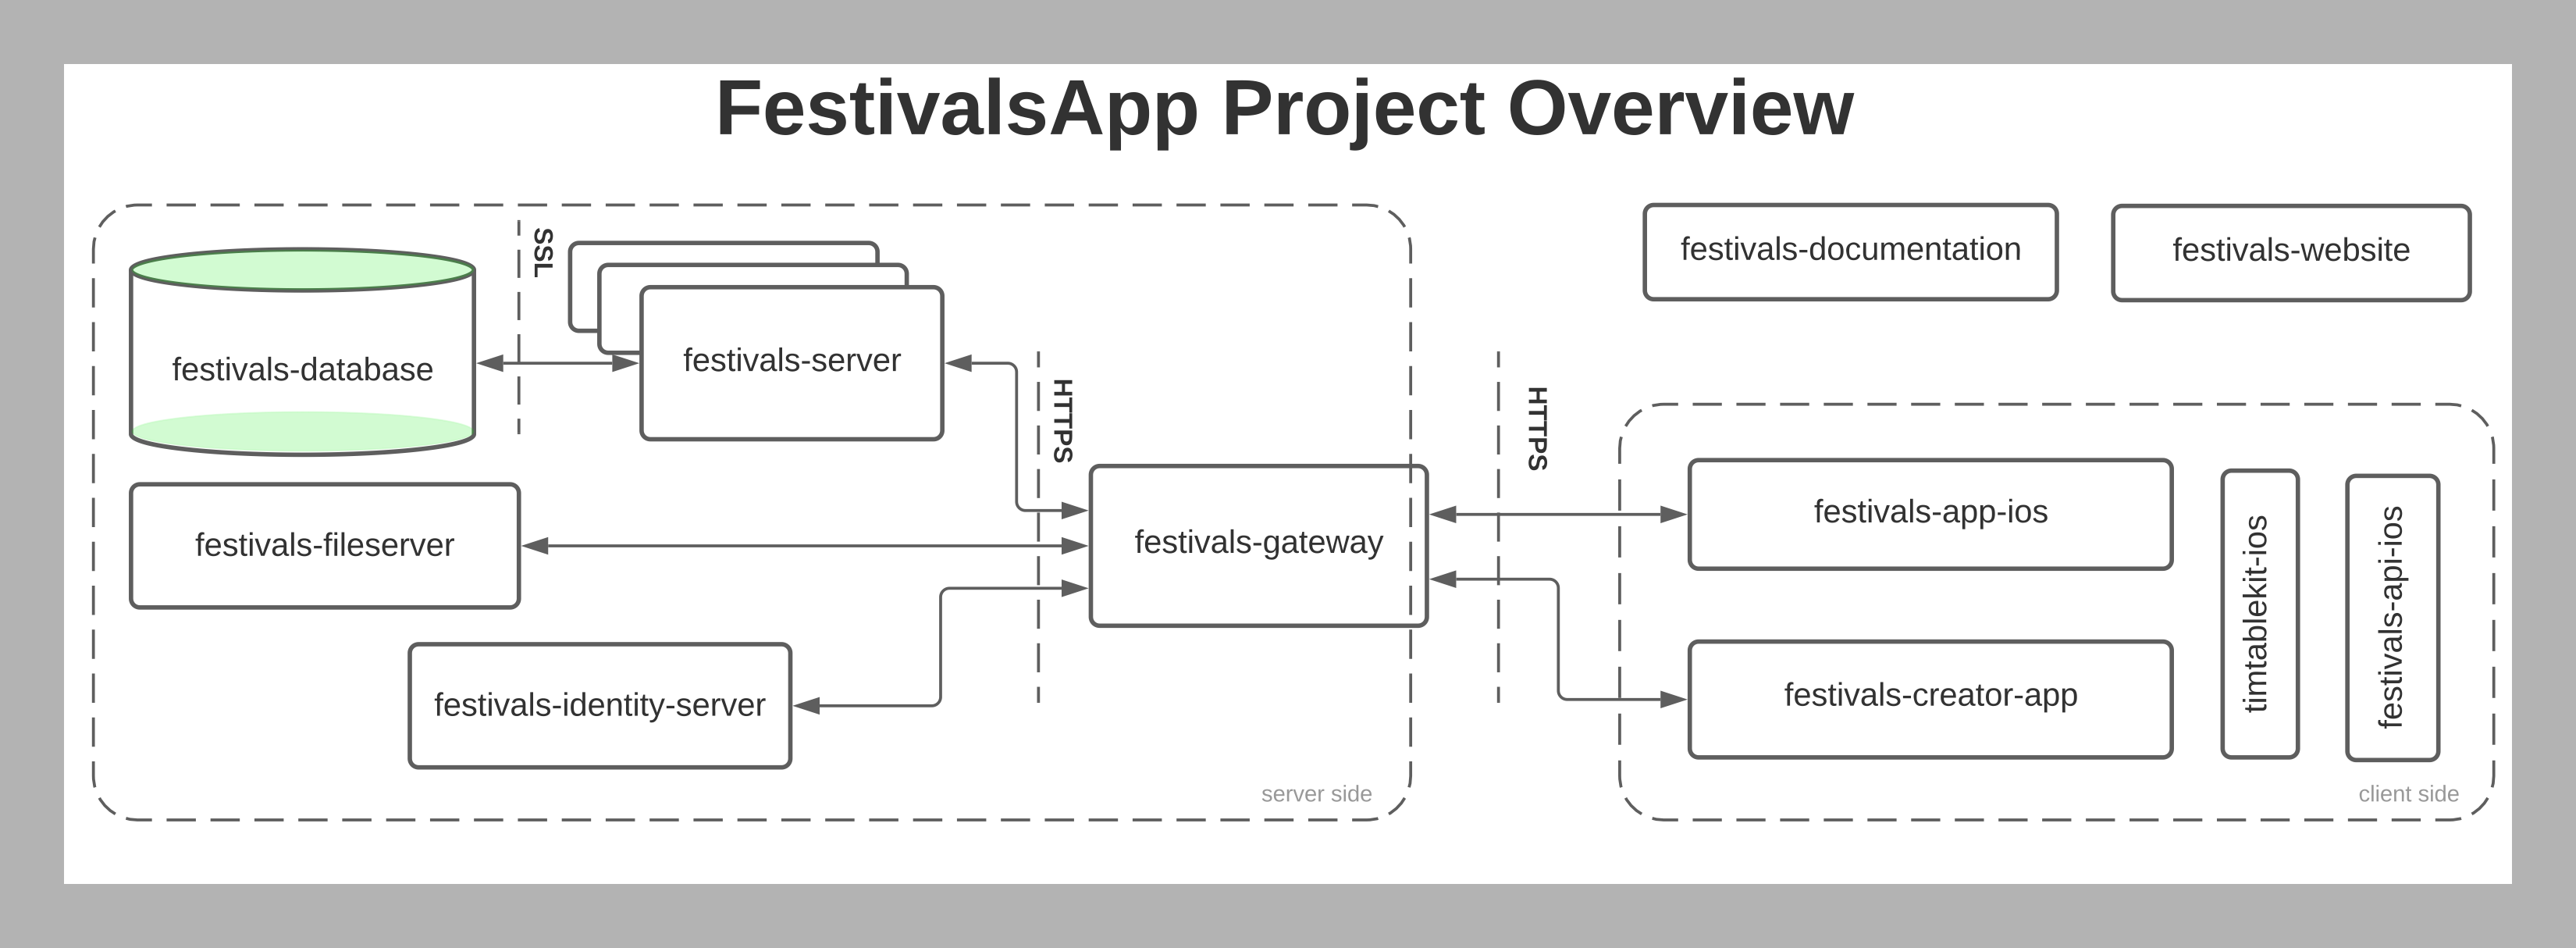 FestivalsApp Project Overview
SSL
festivals-database
festivals-server
HTTPS
festivals-fileserver
festivals-gateway
festivals-identity-server
server side
HTTPS
festivals-documentation
festivals-website
festivals-app-ios
festivals-creator-app
timtablekit-ios
festivals-api-ios
client side